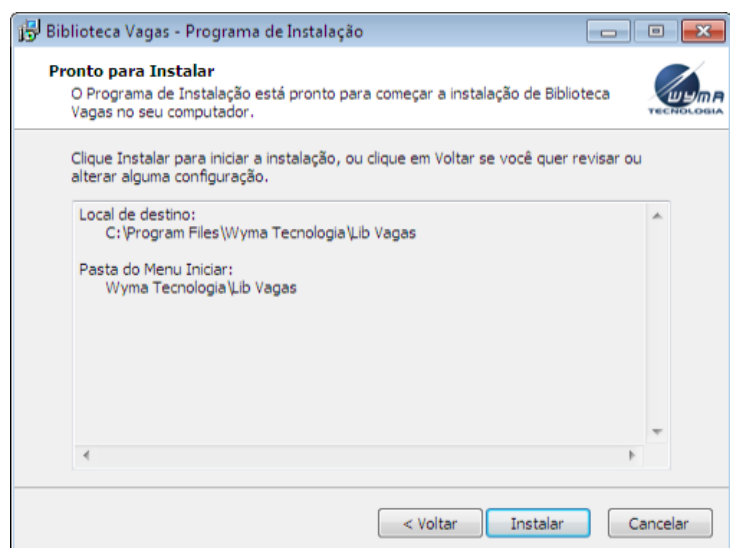 Biblioteca Vagas - Programa de Instalação
Pronto para Instalar
O Programa de Instalação está pronto para começar a instalação de Biblioteca
Vagas no seu computador.
WYMA
TECNOLOGIA
Clique Instalar para iniciar a instalação, ou clique em Voltar se você quer revisar ou
alterar alguma configuração.
Local de destino:
C:\Program Files\Wyma Tecnologia\Lib Vagas
Pasta do Menu Iniciar:
Wyma Tecnologia\Lib Vagas
< Voltar
Instalar
Cancelar